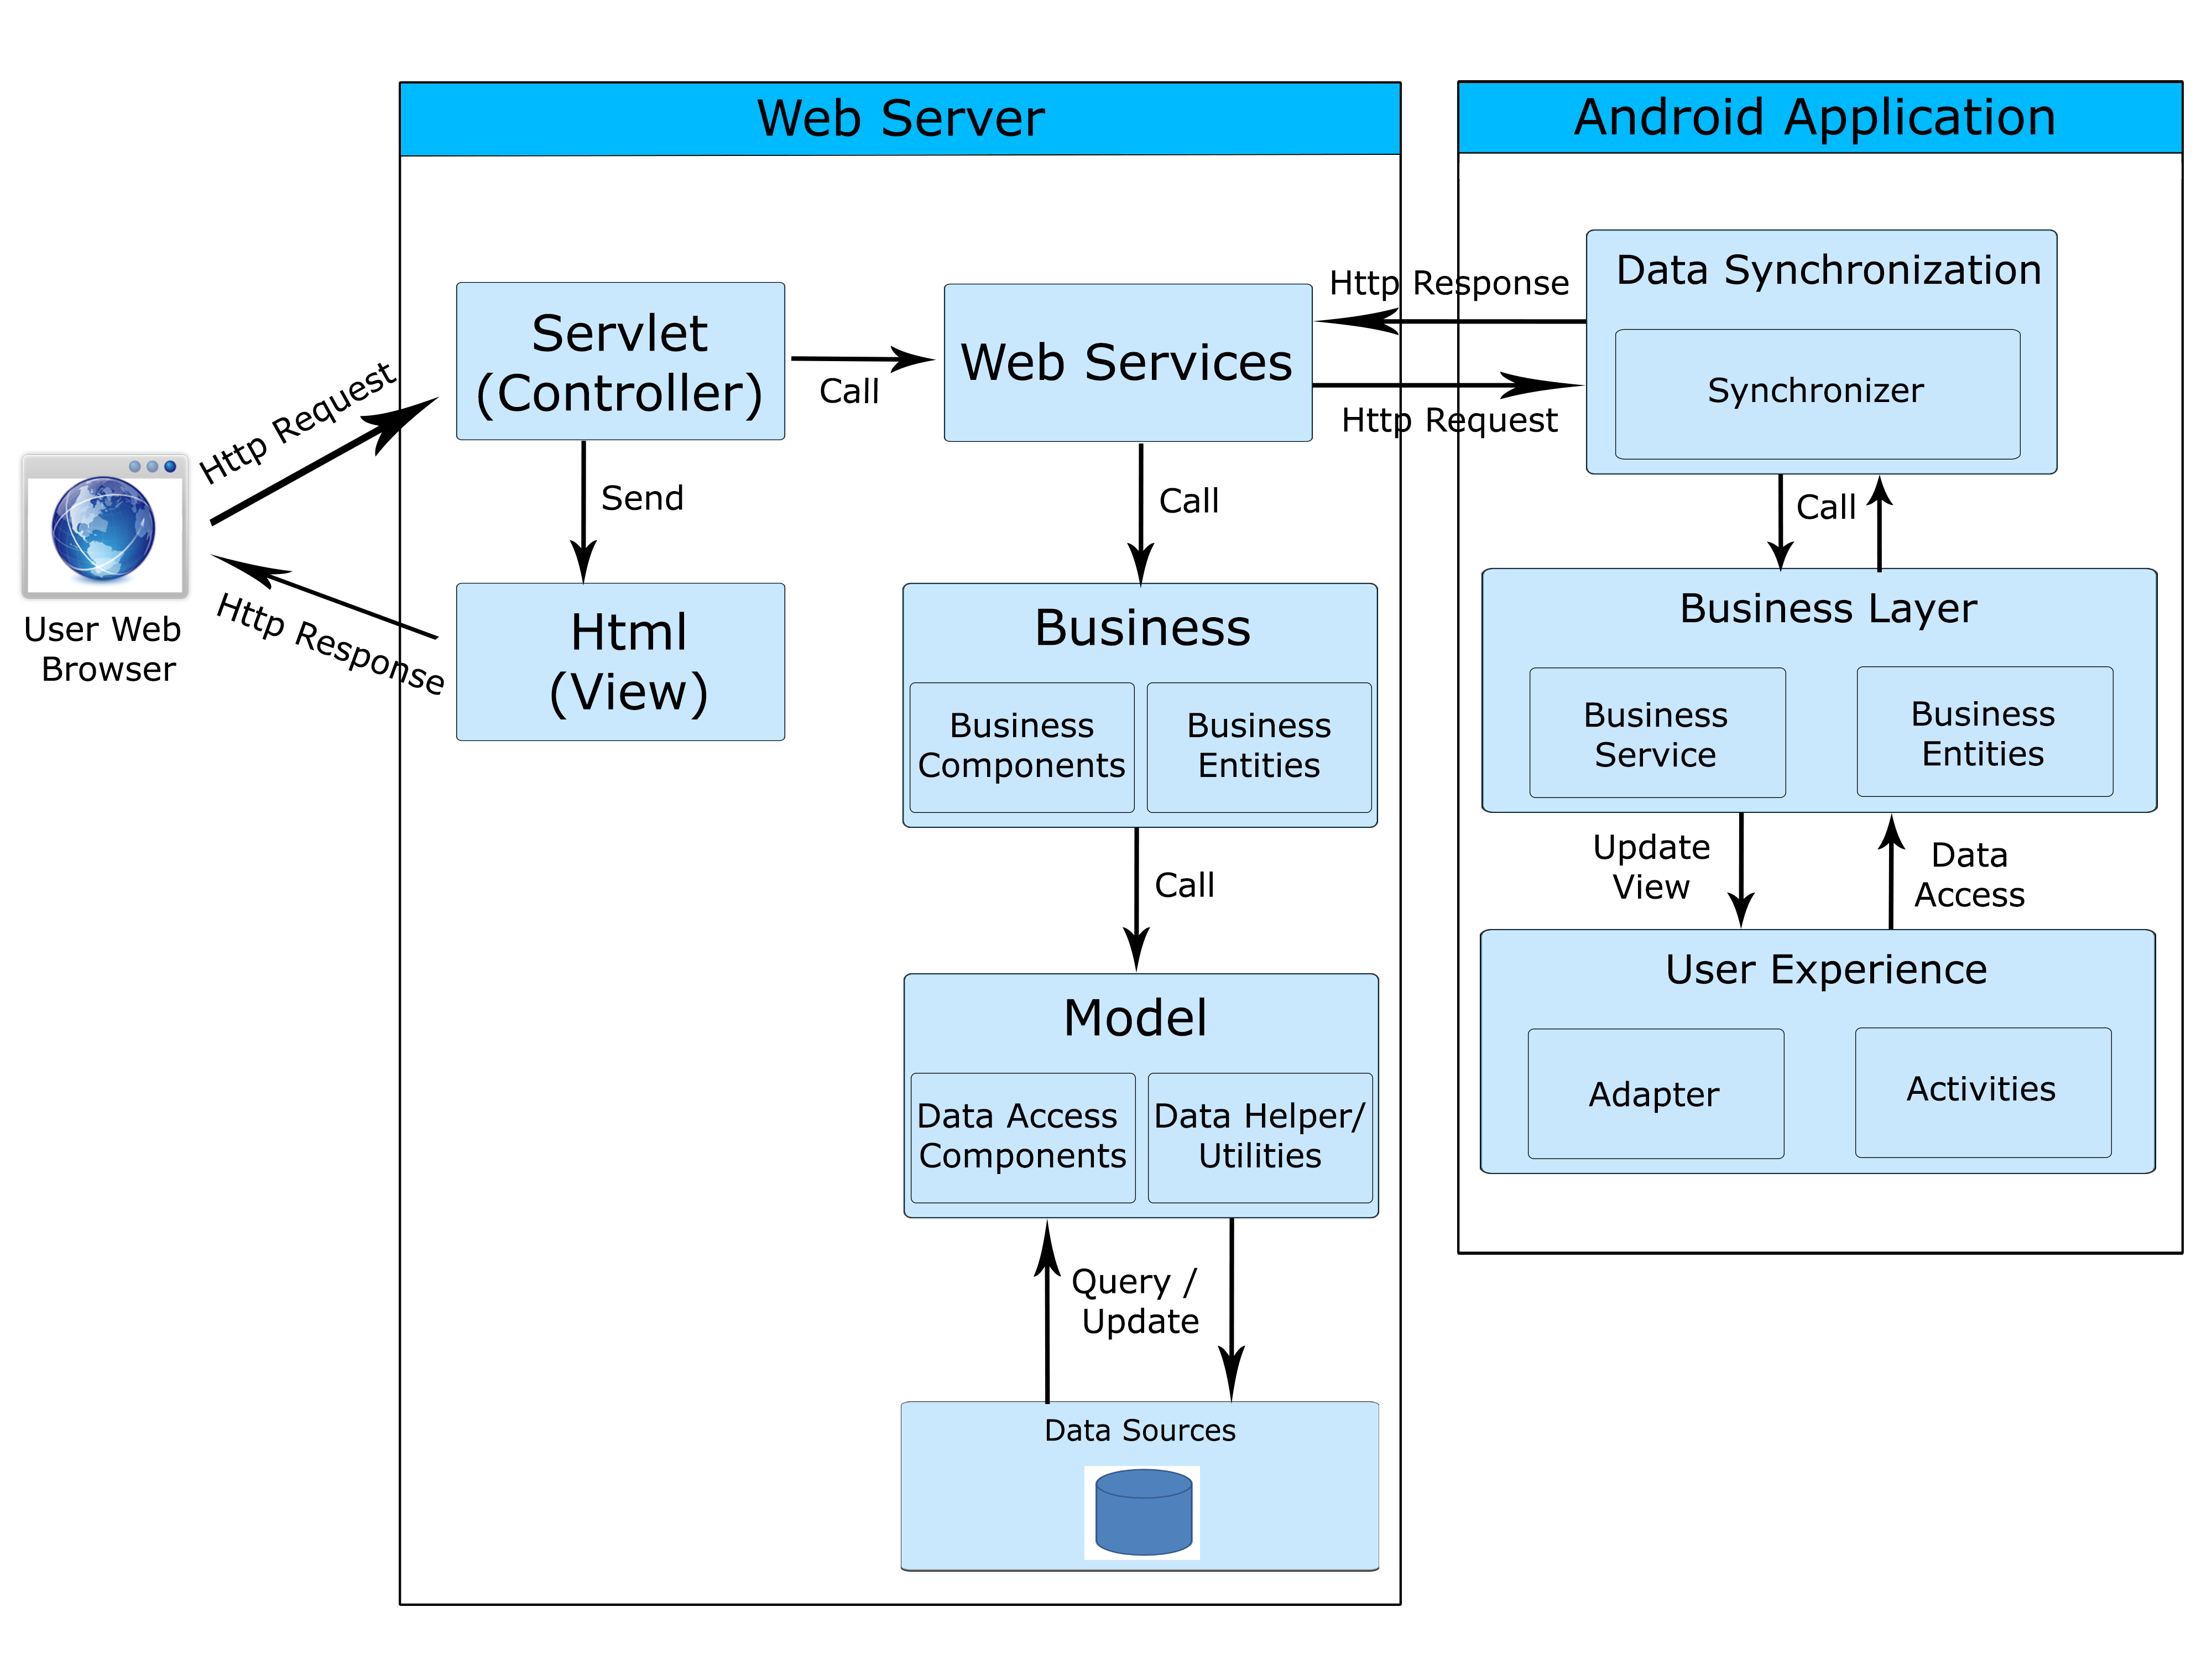 Web Server
Android Application
Http Request
Http Response
User Web
Browser
Servlet
(Controller)
Call
Web Services
Send
Html
(View)
Call
Business
Business
Components
Business
Entities
Call
Model
Data Access
Components
Data Helper/
Utilities
Query /
Update
Data Sources
Http Response
Http Request
Data Synchronization
Synchronizer
Call
Business Layer
Business
Service
Business
Entities
Update
View
Data
Access
User Experience
Adapter
Activities